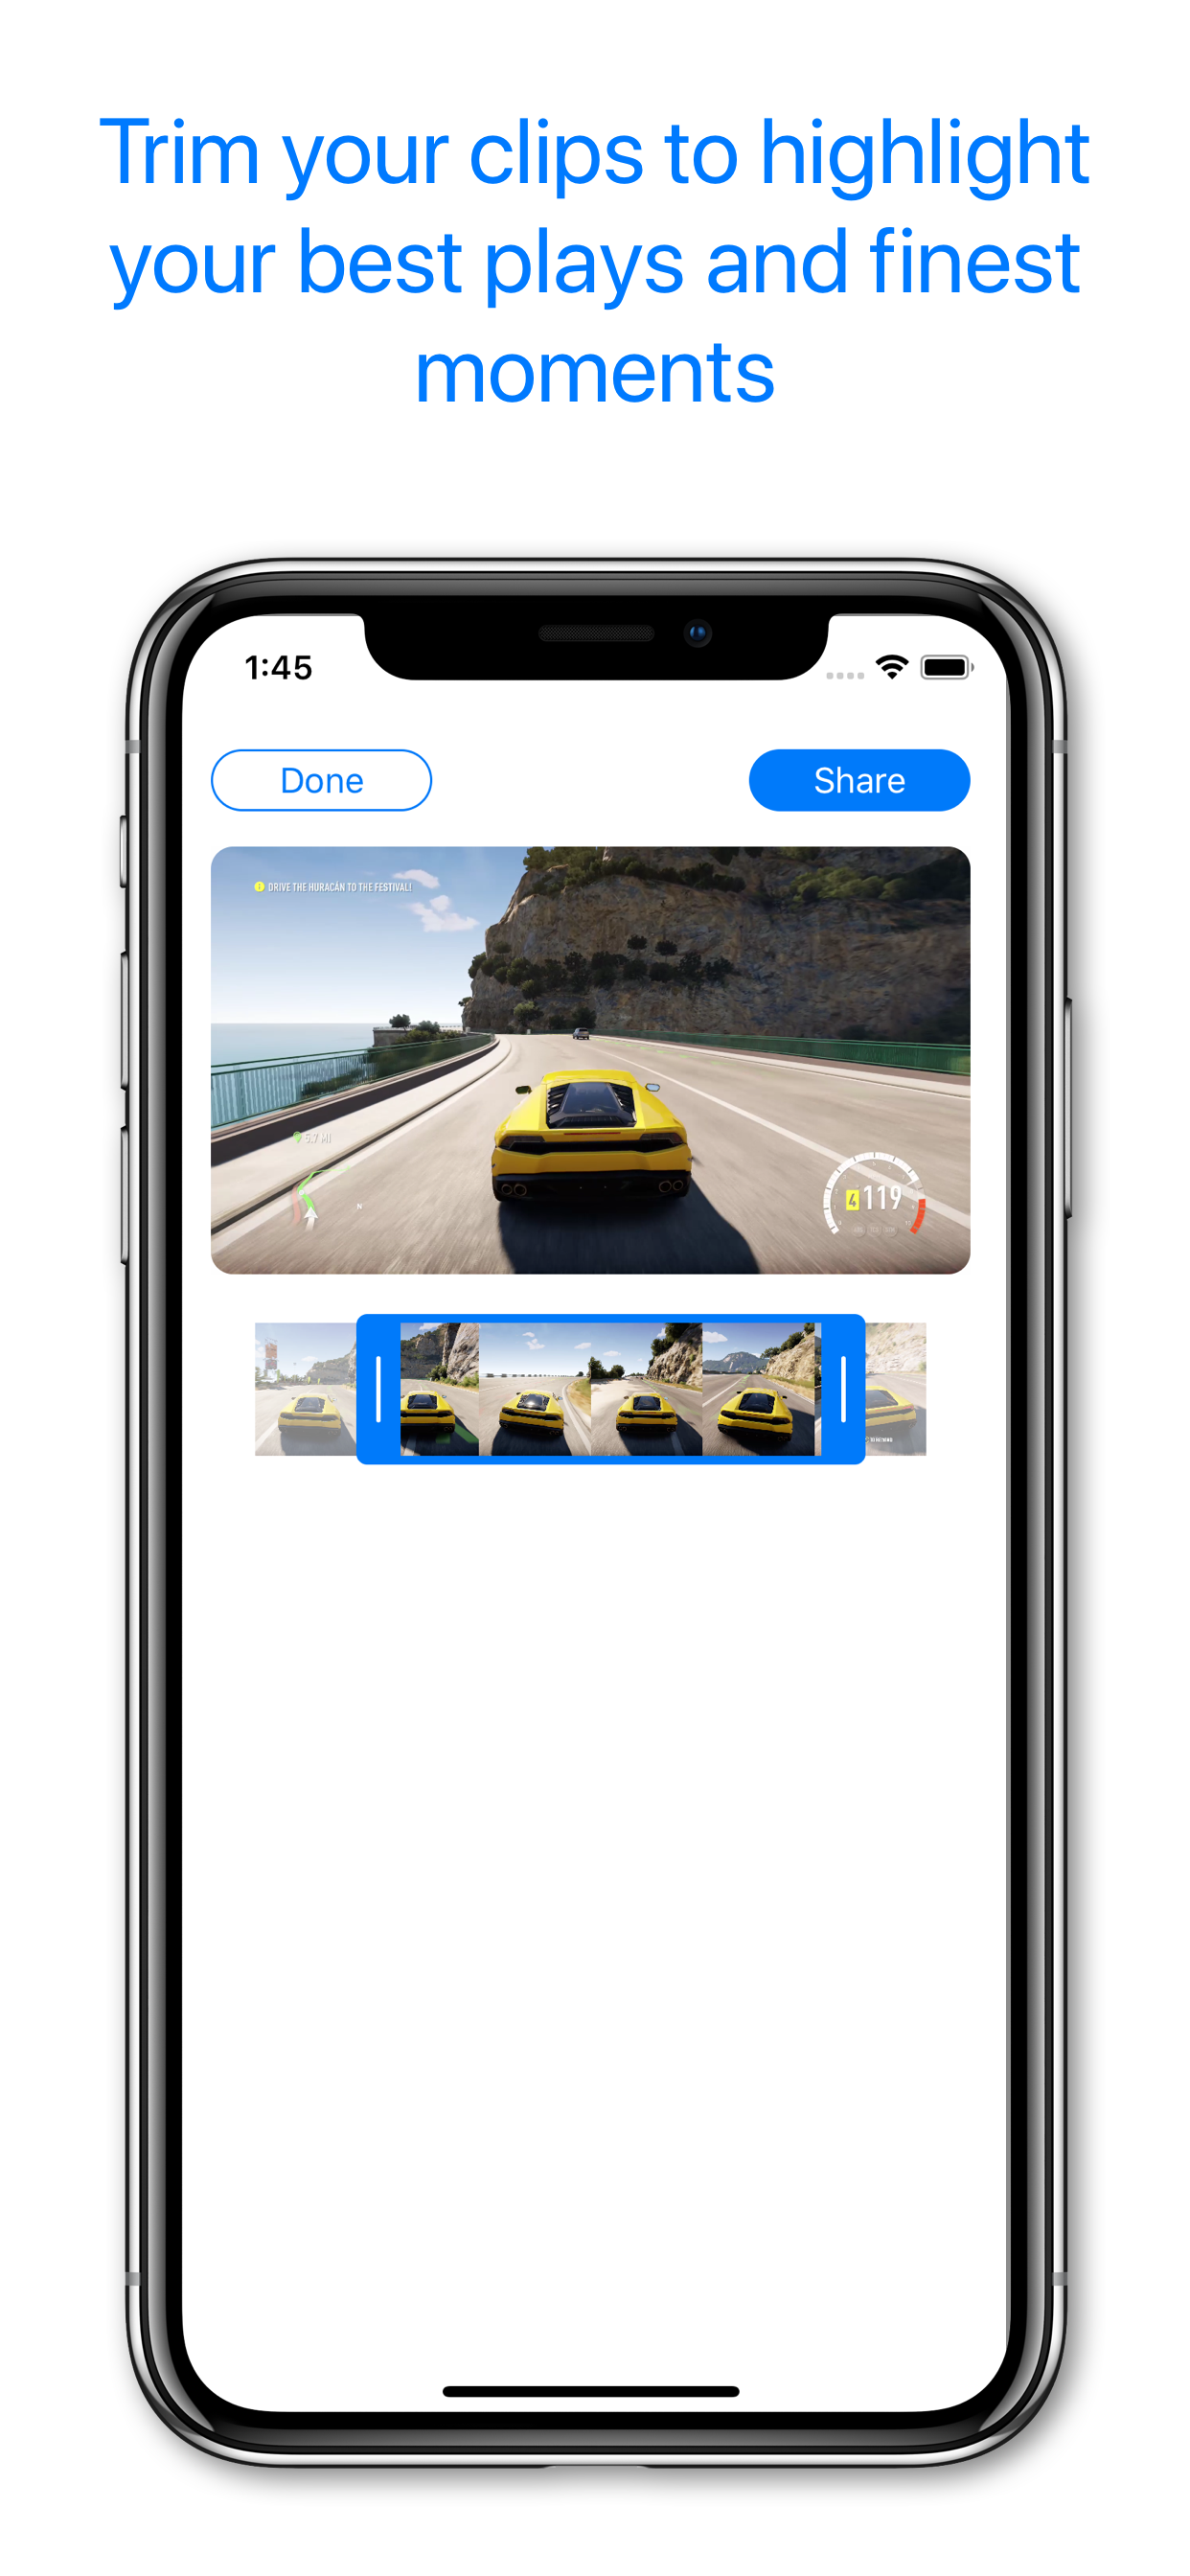 Trim your clips to highlight
your best plays and finest
moments
1:45
Done
Share
DRIVE THE HURACÁN TO THE FESTIVAL!
5.7 MI
N
4 119